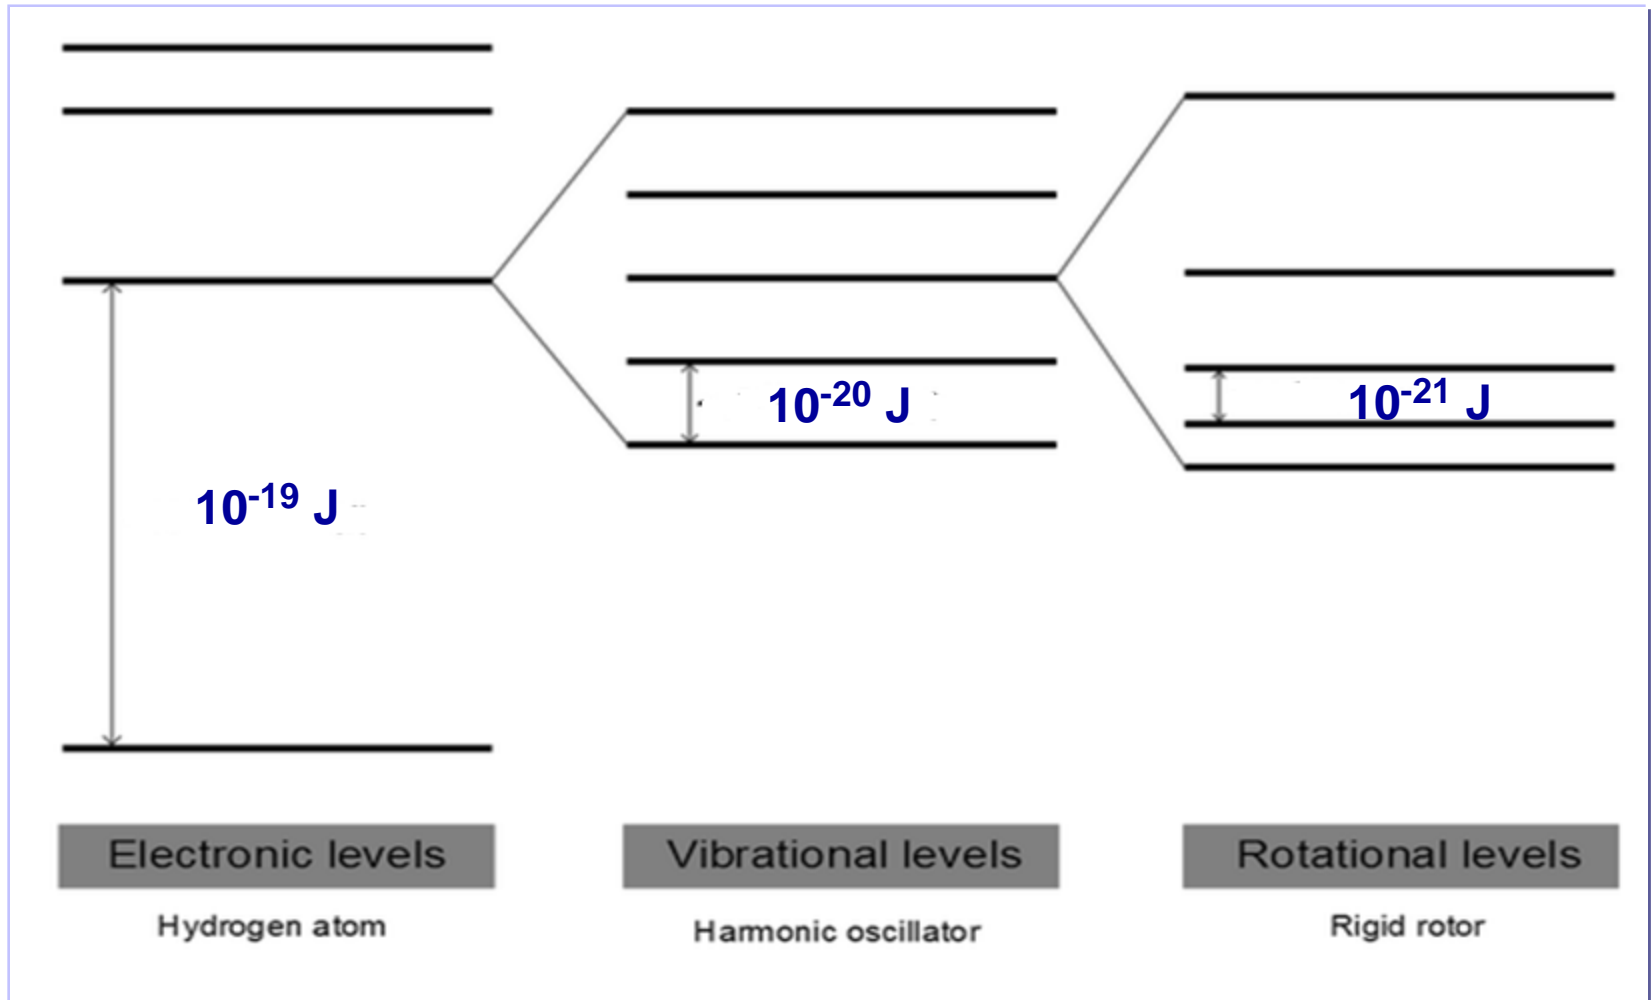 10⁻²⁰ J
10⁻²¹ J
10⁻¹⁹ J
Electronic levels
Vibrational levels
Rotational levels
Hydrogen atom
Harmonic oscillator
Rigid rotor